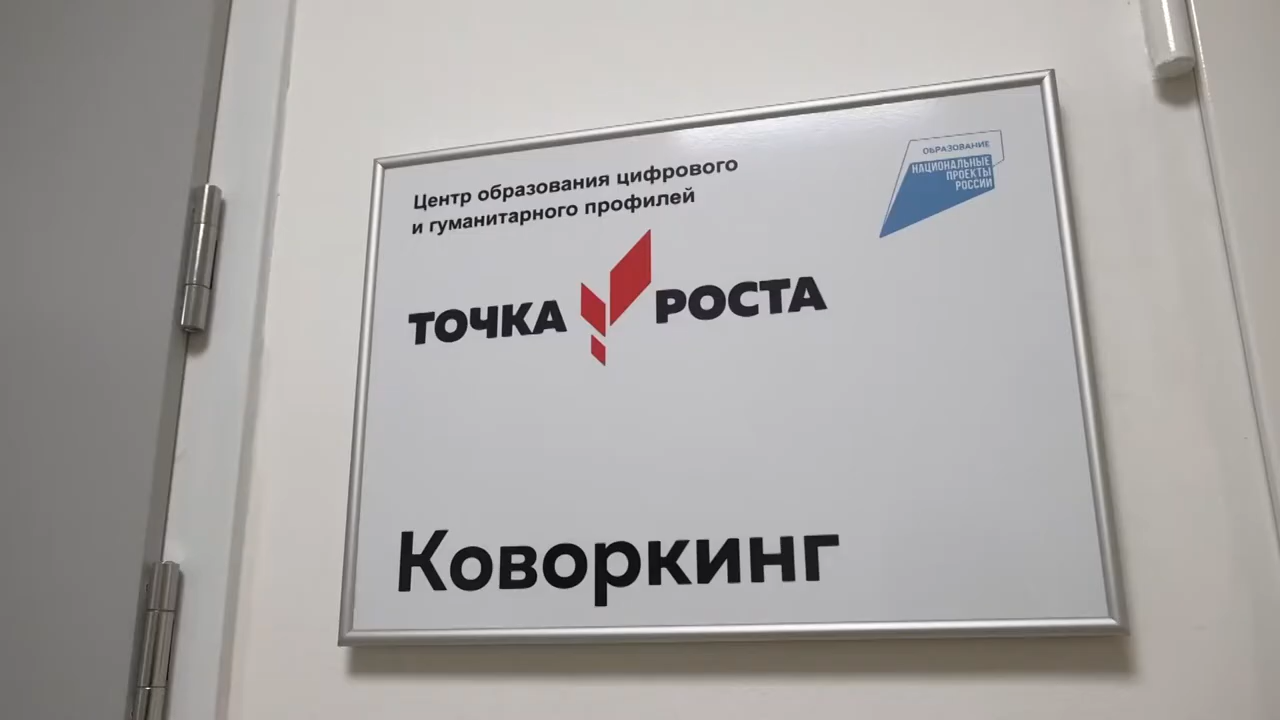 Центр образования цифрового
и гуманитарного профилей
ОБРАЗОВАНИЕ
НАЦИОНАЛЬНЫЕ
ПРОЕКТЫ
РОССИИ
ТОЧКА РОСТА
Коворкинг